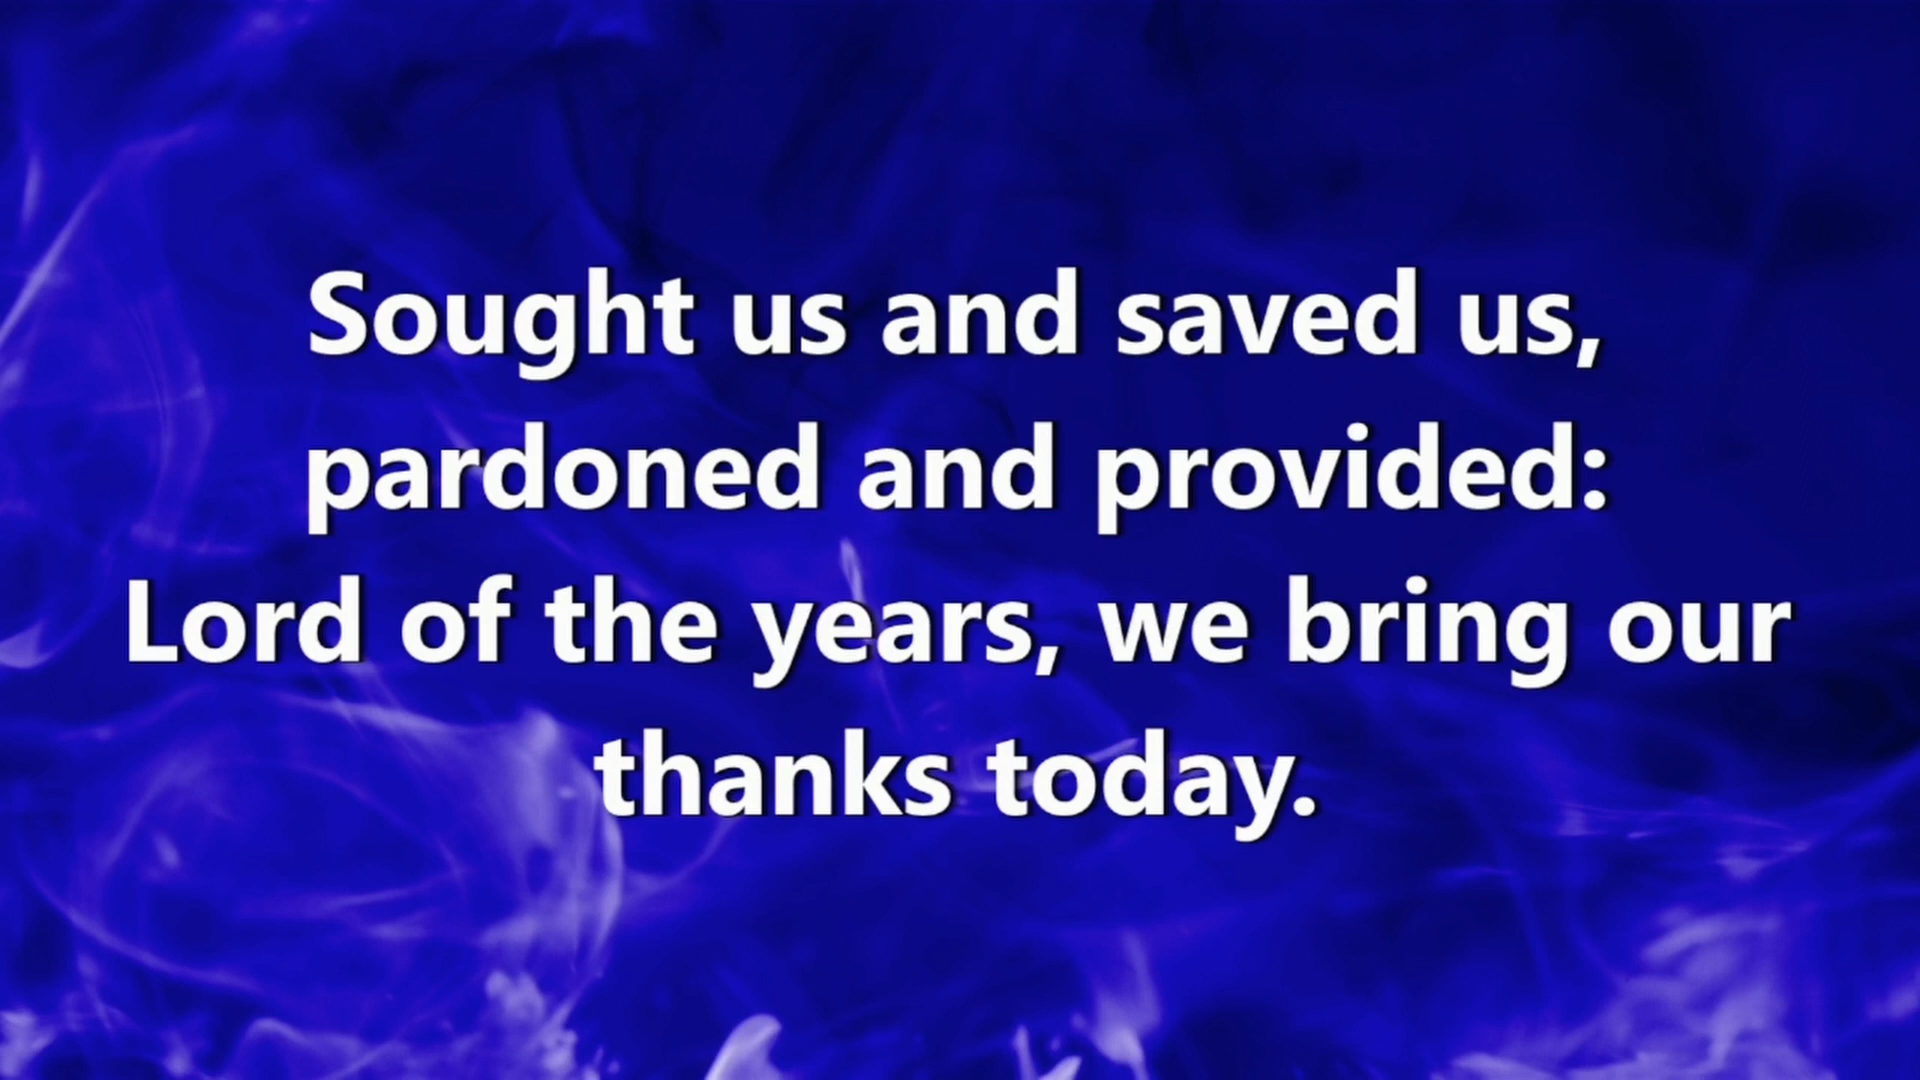 Sought us and saved us,
pardoned and provided:
Lord of the years, we bring our
thanks today.